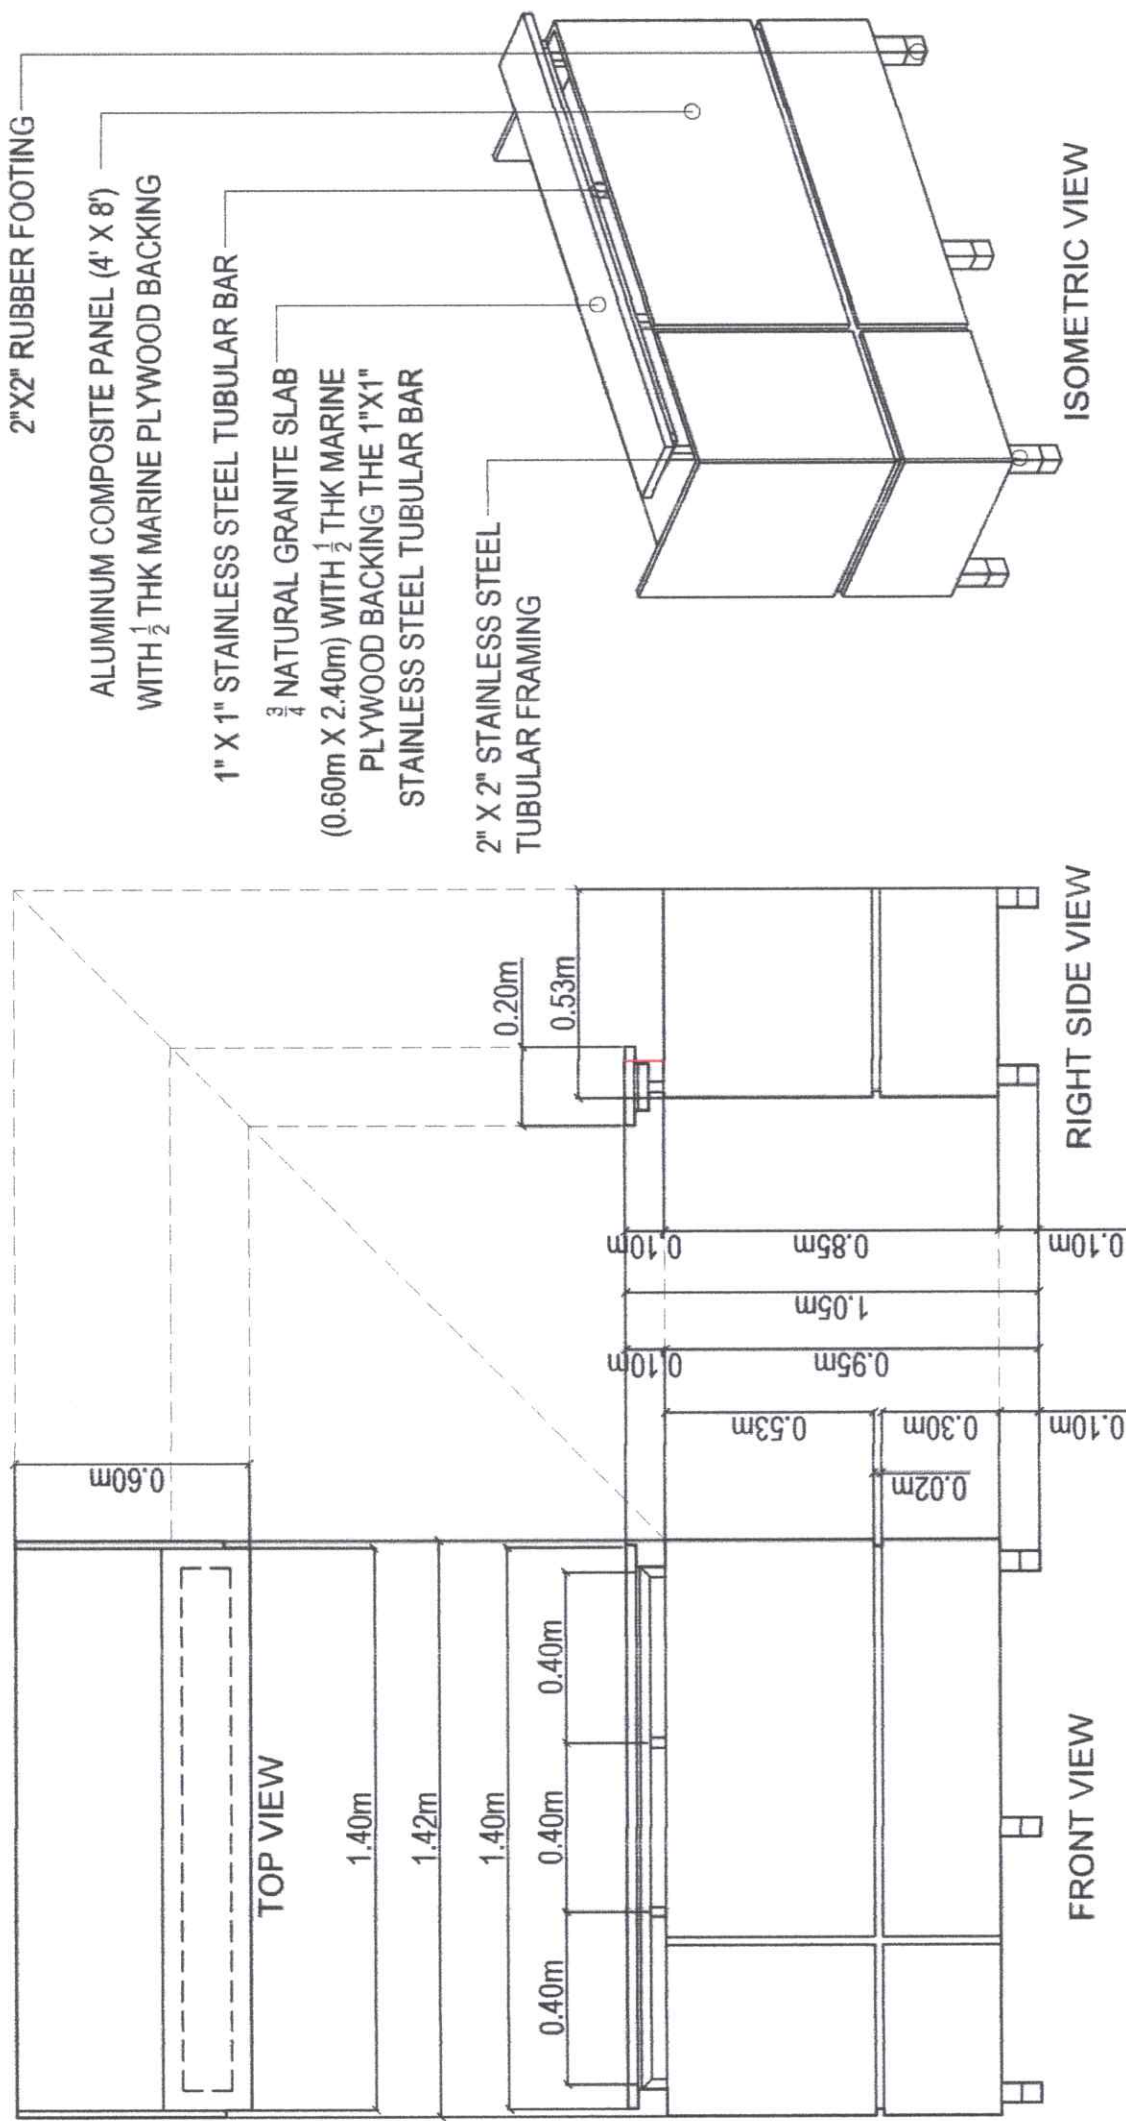 2"X2" RUBBER FOOTING
ALUMINUM COMPOSITE PANEL (4' X 8')
WITH 1/2 THK MARINE PLYWOOD BACKING
1" X 1" STAINLESS STEEL TUBULAR BAR
3/4 NATURAL GRANITE SLAB
(0.60m X 2.40m) WITH 1/2 THK MARINE
PLYWOOD BACKING THE 1"X1"
STAINLESS STEEL TUBULAR BAR
2" X 2" STAINLESS STEEL
TUBULAR FRAMING
ISOMETRIC VIEW
0.60m
TOP VIEW
1.40m
1.42m
1.40m
0.40m
0.40m
0.40m
0.20m
0.53m
0.10m
0.85m
0.10m
1.05m
0.10m
0.95m
0.53m
0.30m
0.10m
0.02m
FRONT VIEW
RIGHT SIDE VIEW